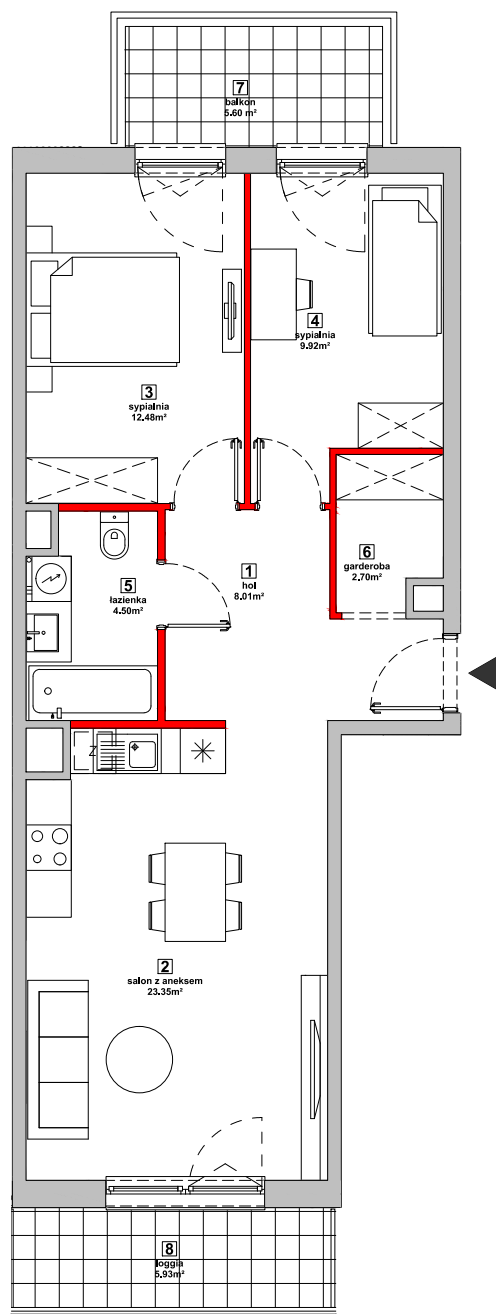 7
balkon
5.60 m²
4
sypialnia
9.92m²
3
sypialnia
12.48m²
6
garderoba
2.70m²
1
hol
8.01m²
5
łazienka
4.50m²
Z
2
salon z aneksem
23.35m²
8
loggia
5.93m²